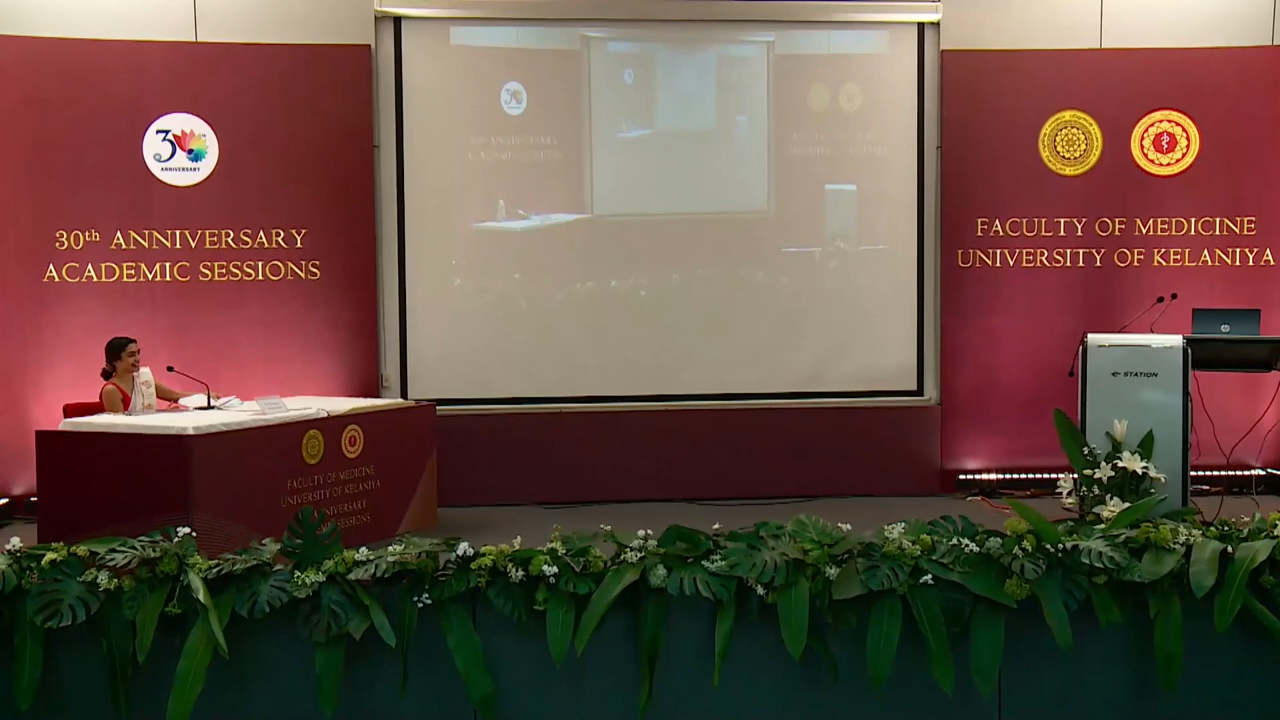 30
ANNIVERSARY
30th ANNIVERSARY
ACADEMIC SESSIONS
FACULTY OF MEDICINE
UNIVERSITY OF KELANIYA
hp
STATION
FACULTY OF MEDICINE
UNIVERSITY OF KELANIYA
ANNIVERSARY
SESSIONS